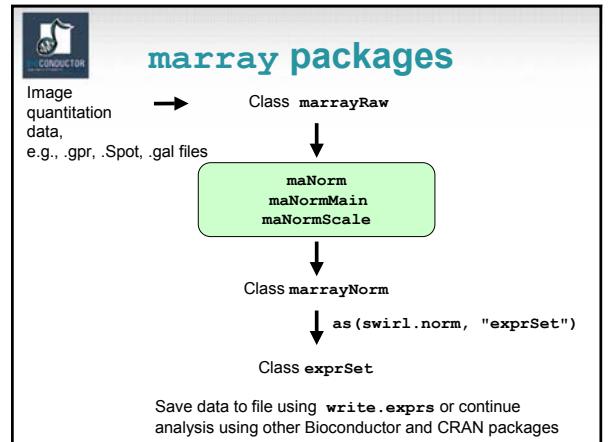 CONDUCTOR
marray packages
Image
quantitation
data,
e.g., .gpr, .Spot, .gal files
Class marrayRaw
maNorm
maNormMain
maNormScale
Class marrayNorm
as(swirl.norm, "exprSet")
Class exprSet
Save data to file using write.exprs or continue
analysis using other Bioconductor and CRAN packages